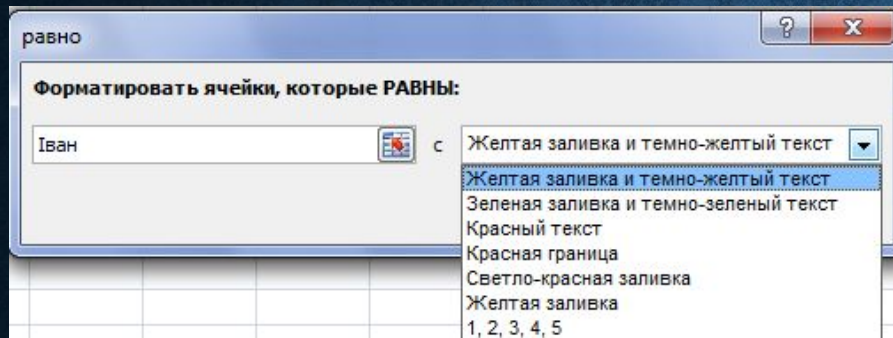 равно
Форматировать ячейки, которые РАВНЫ:
Іван с Желтая заливка и темно-желтый текст
Желтая заливка и темно-желтый текст
Зеленая заливка и темно-зеленый текст
Красный текст
Красная граница
Светло-красная заливка
Желтая заливка
1, 2, 3, 4, 5